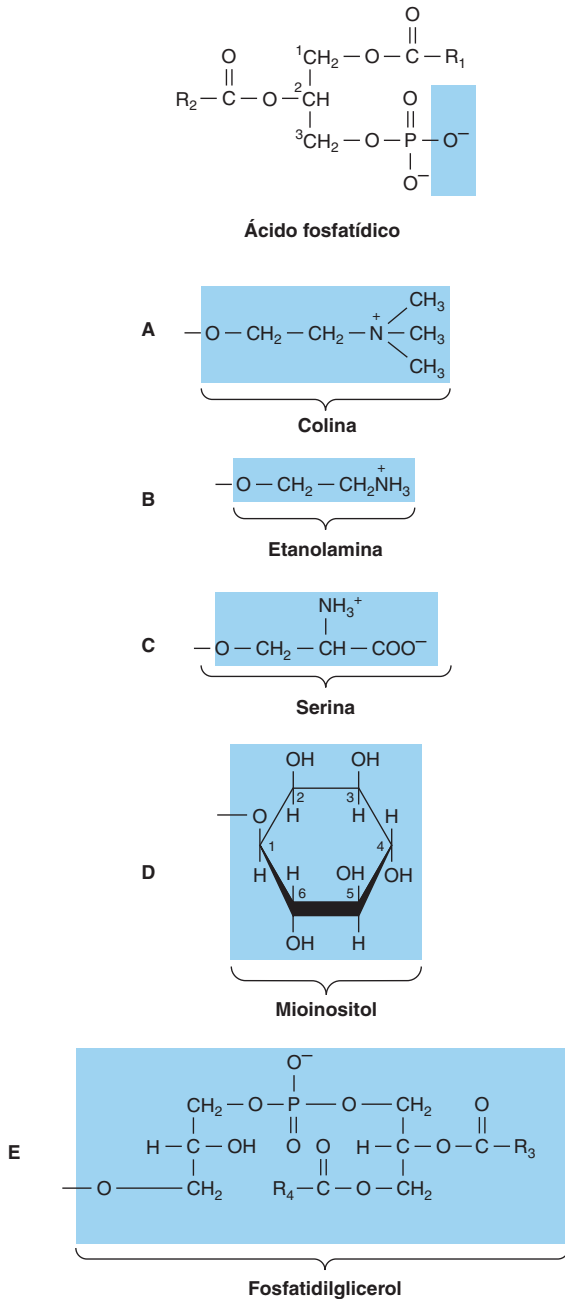 O
¹CH₂—O—C—R₁
O
R₂—C—O—²CH
O
³CH₂—O—P—O⁻
O⁻
Ácido fosfatídico
A
—O—CH₂—CH₂—N⁺
CH₃
CH₃
CH₃
Colina
B
—O—CH₂—CH₂NH₃⁺
Etanolamina
C
NH₃⁺
—O—CH₂—CH—COO⁻
Serina
D
OH OH
2 3
O H H H
1 4
H H OH OH
6 5
OH H
Mioinositol
E
O⁻
CH₂—O—P—O—CH₂ O
H—C—OH O O H—C—O—C—R₃
—O—CH₂ R₄—C—O—CH₂
Fosfatidilglicerol